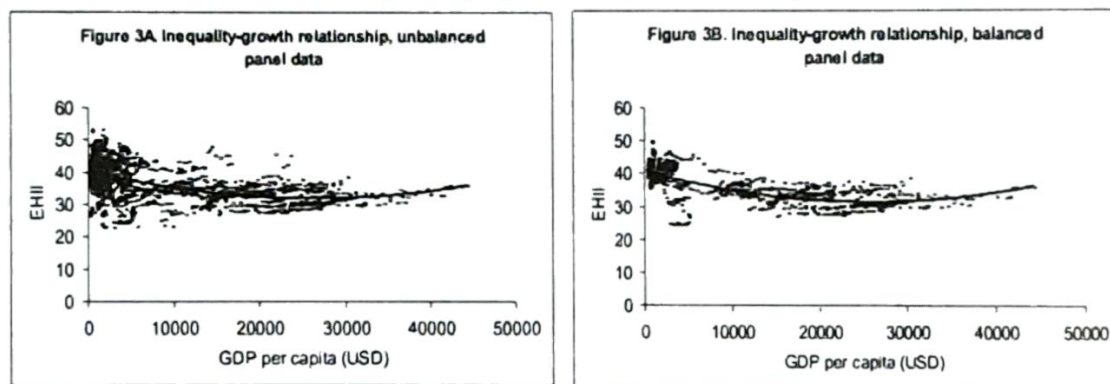 Figure 3A. Inequality-growth relationship, unbalanced
panel data
60
50
40
30
20
10
0
EHII
0 10000 20000 30000 40000 50000
GDP per capita (USD)
Figure 3B. Inequality-growth relationship, balanced
panel data
60
50
40
30
20
10
0
EHII
0 10000 20000 30000 40000 50000
GDP per capita (USD)